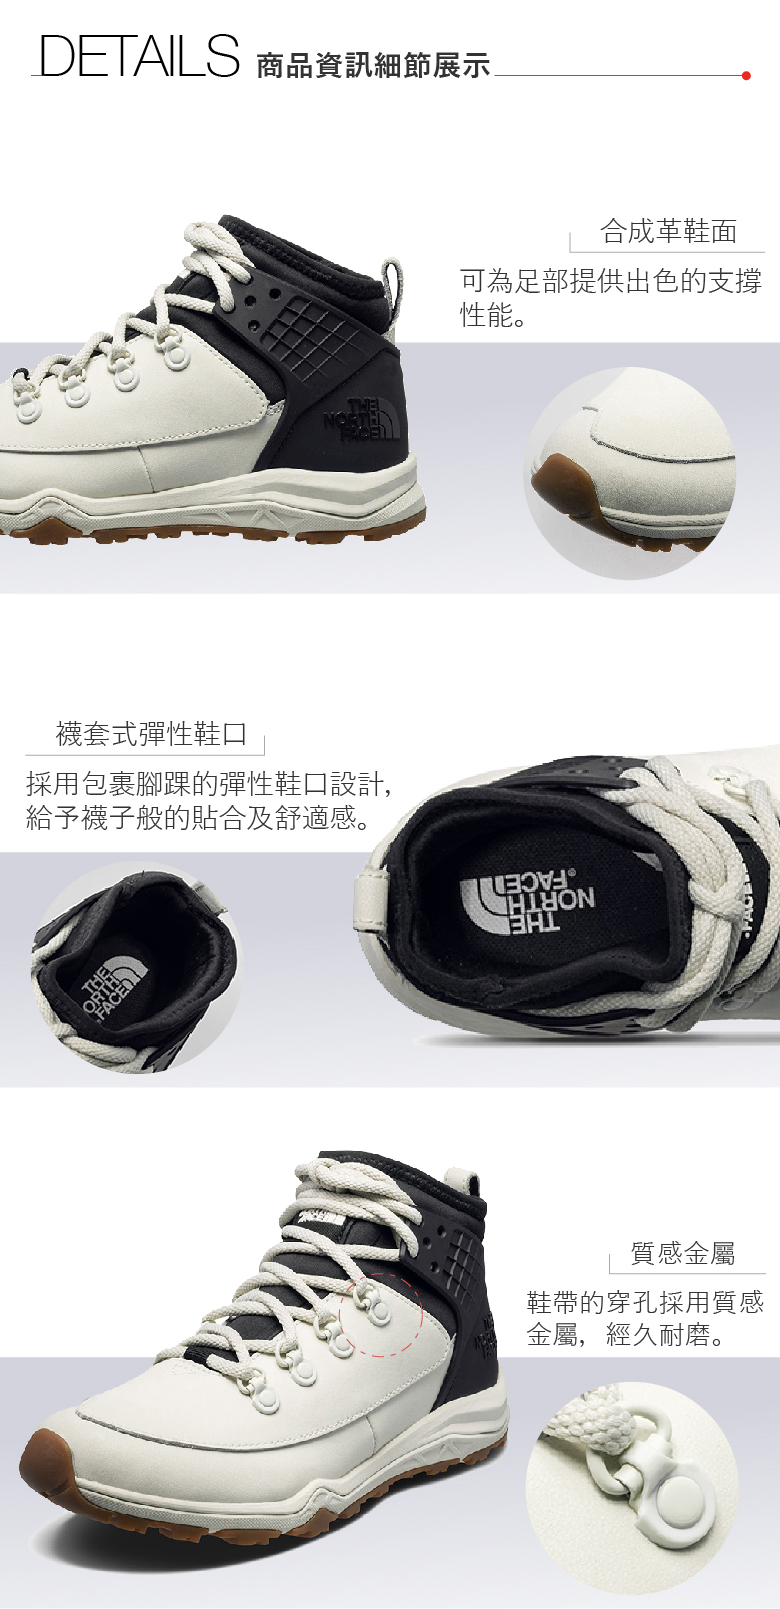 DETAILS 商品資訊細節展示
合成革鞋面
可為足部提供出色的支撐
性能。
THE
NORTH
FACE
襪套式彈性鞋口
採用包裹腳踝的彈性鞋口設計,
給予襪子般的貼合及舒適感。
THE
NORTH
FACE®
THE
ORTH
FACE
質感金屬
鞋帶的穿孔採用質感
金屬, 經久耐磨。